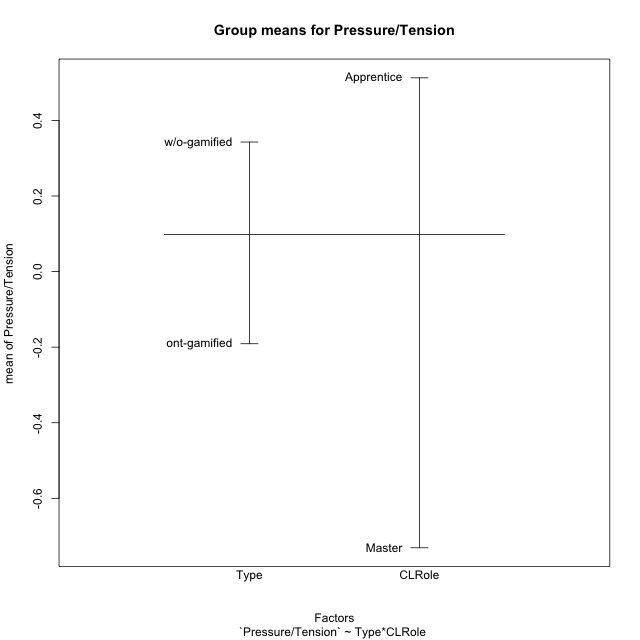 Group means for Pressure/Tension
Apprentice
w/o-gamified
ont-gamified
Master
0.4
0.2
0.0
-0.2
-0.4
-0.6
mean of Pressure/Tension
Type
CLRole
Factors
`Pressure/Tension` ~ Type*CLRole